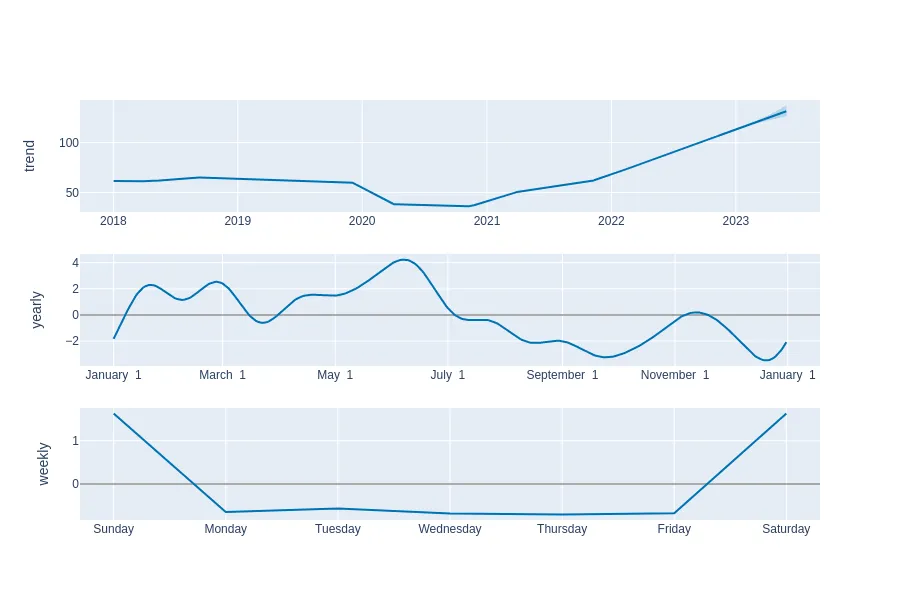 trend
100
50
2018 2019 2020 2021 2022 2023
yearly
4
2
0
−2
January 1 March 1 May 1 July 1 September 1 November 1 January 1
weekly
1
0
Sunday Monday Tuesday Wednesday Thursday Friday Saturday